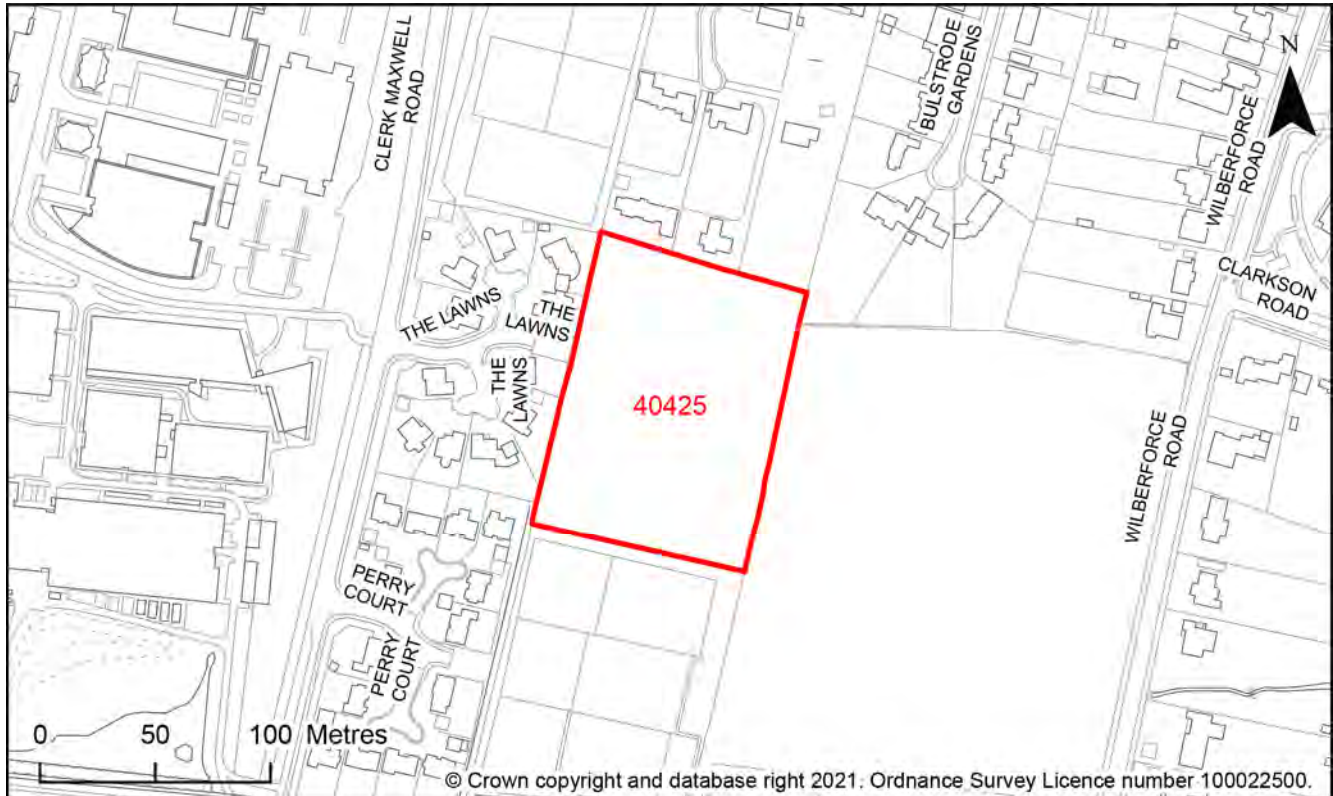 CLERK MAXWELL
ROAD
BULSTRODE
GARDENS
N
WILBERFORCE
ROAD
CLARKSON
ROAD
THE LAWNS
THE
LAWNS
THE
LAWNS
40425
WILBERFORCE
ROAD
PERRY
COURT
PERRY
COURT
0 50 100 Metres
© Crown copyright and database right 2021. Ordnance Survey Licence number 100022500.